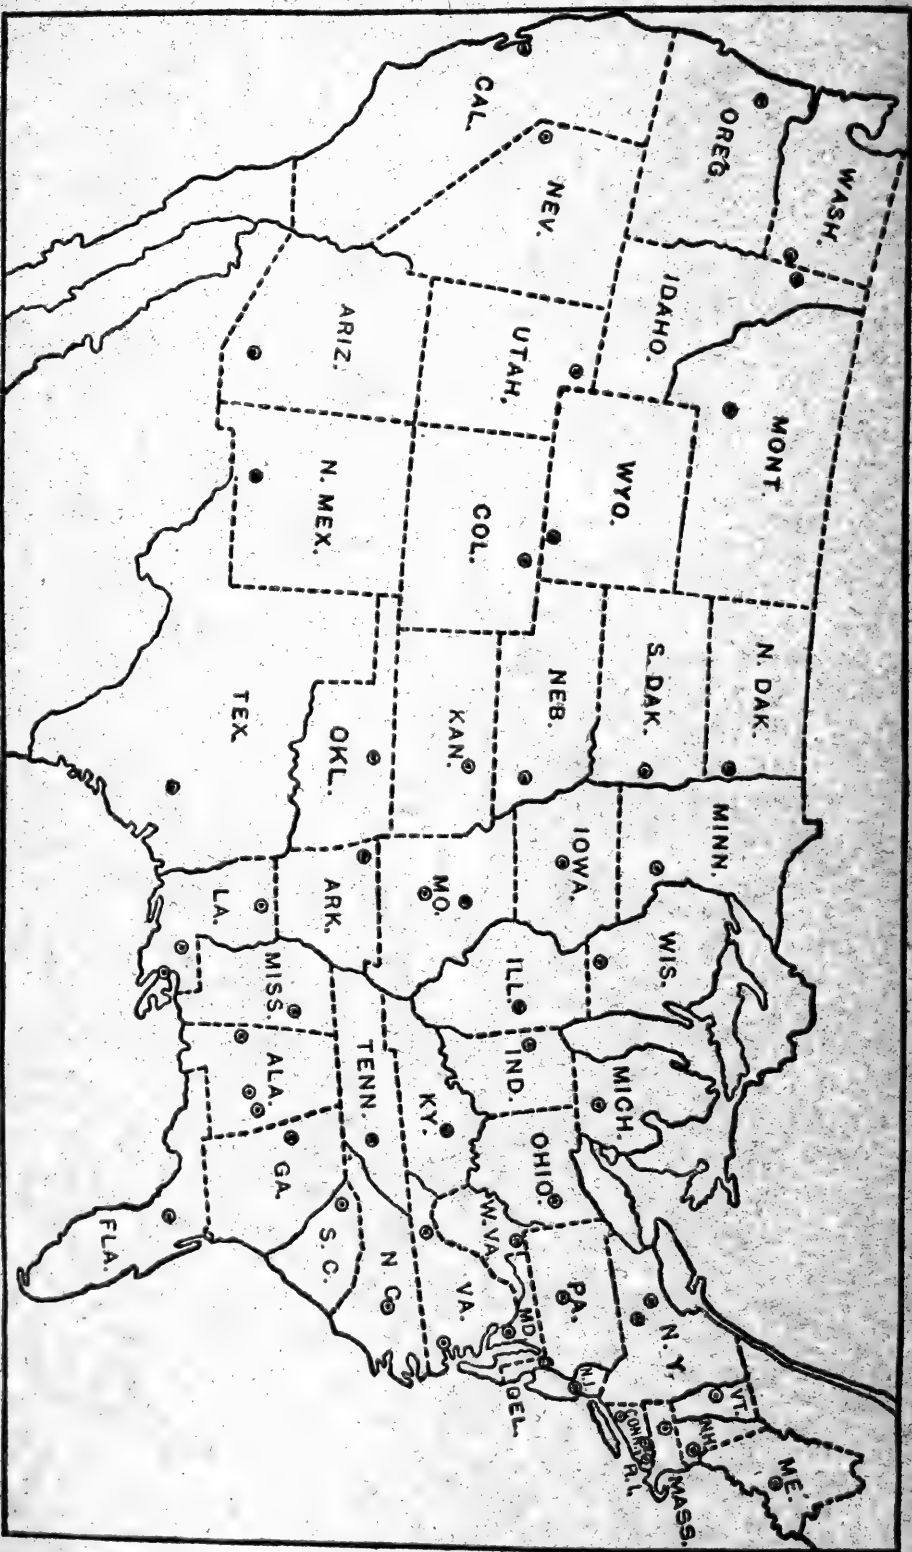 WASH.
OREG.
CAL.
NEV.
IDAHO.
MONT.
WYO.
UTAH,
COL.
ARIZ.
N. MEX.
N. DAK.
S. DAK.
NEB.
KAN.
OKL.
TEX.
MINN.
IOWA.
MO.
ARK.
LA.
WIS.
ILL.
MISS.
MICH.
IND.
OHIO.
KY.
TENN.
ALA.
GA.
FLA.
S. C.
N C.
VA.
W. VA.
MD.
DEL.
PA.
N.J.
N. Y,
CONN
R. I.
MASS.
VT.
N.H.
ME.